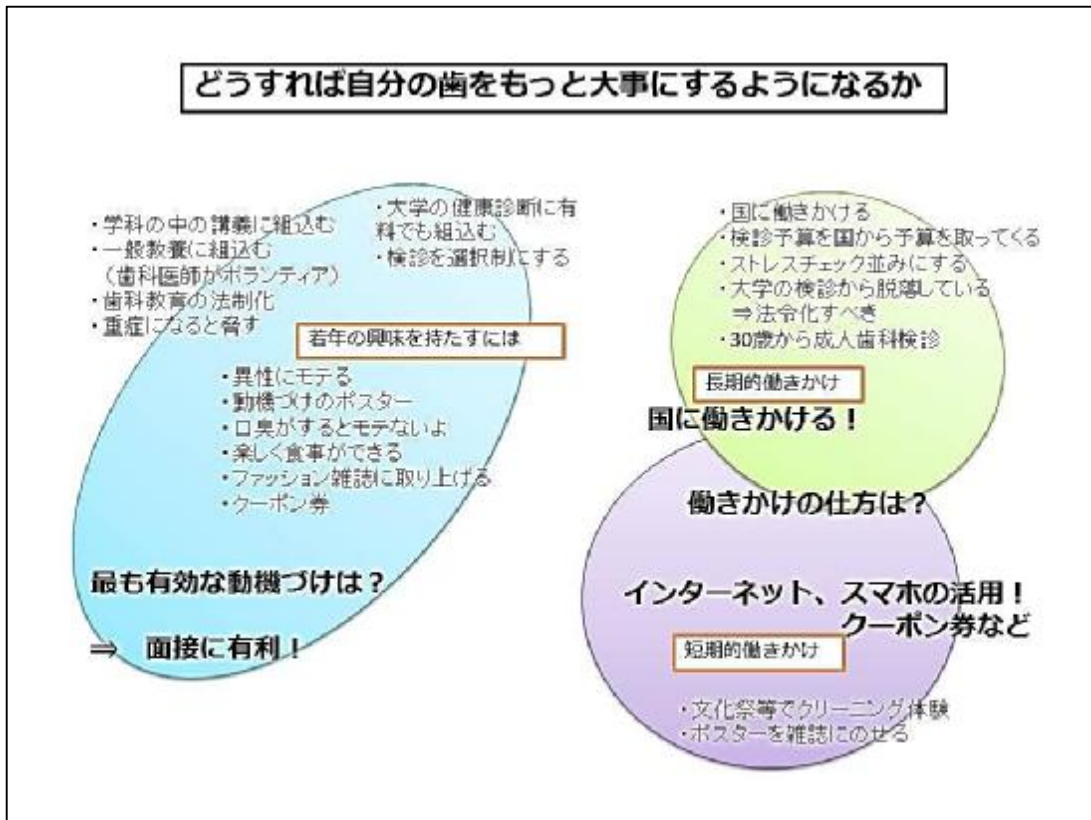 どうすれば自分の歯をもっと大事にするようになるか
・学科の中の講義に組込む
・一般教養に組込む
（歯科医師がボランティア）
・歯科教育の法制化
・重症になると脅す
・大学の健康診断に有
料でも組込む
・検診を選択制にする
若年の興味を持たすには
・異性にモテる
・動機づけのポスター
・口臭がするとモテないよ
・楽しく食事ができる
・ファッション雑誌に取り上げる
・クーポン券
最も有効な動機づけは？
⇒ 面接に有利！
・国に働きかける
・検診予算を国から予算を取ってくる
・ストレスチェック並みにする
・大学の検診から脱落している
⇒法令化すべき
・30歳から成人歯科検診
長期的働きかけ
国に働きかける！
働きかけの仕方は？
インターネット、スマホの活用！
クーポン券など
短期的働きかけ
・文化祭等でクリーニング体験
・ポスターを雑誌にのせる